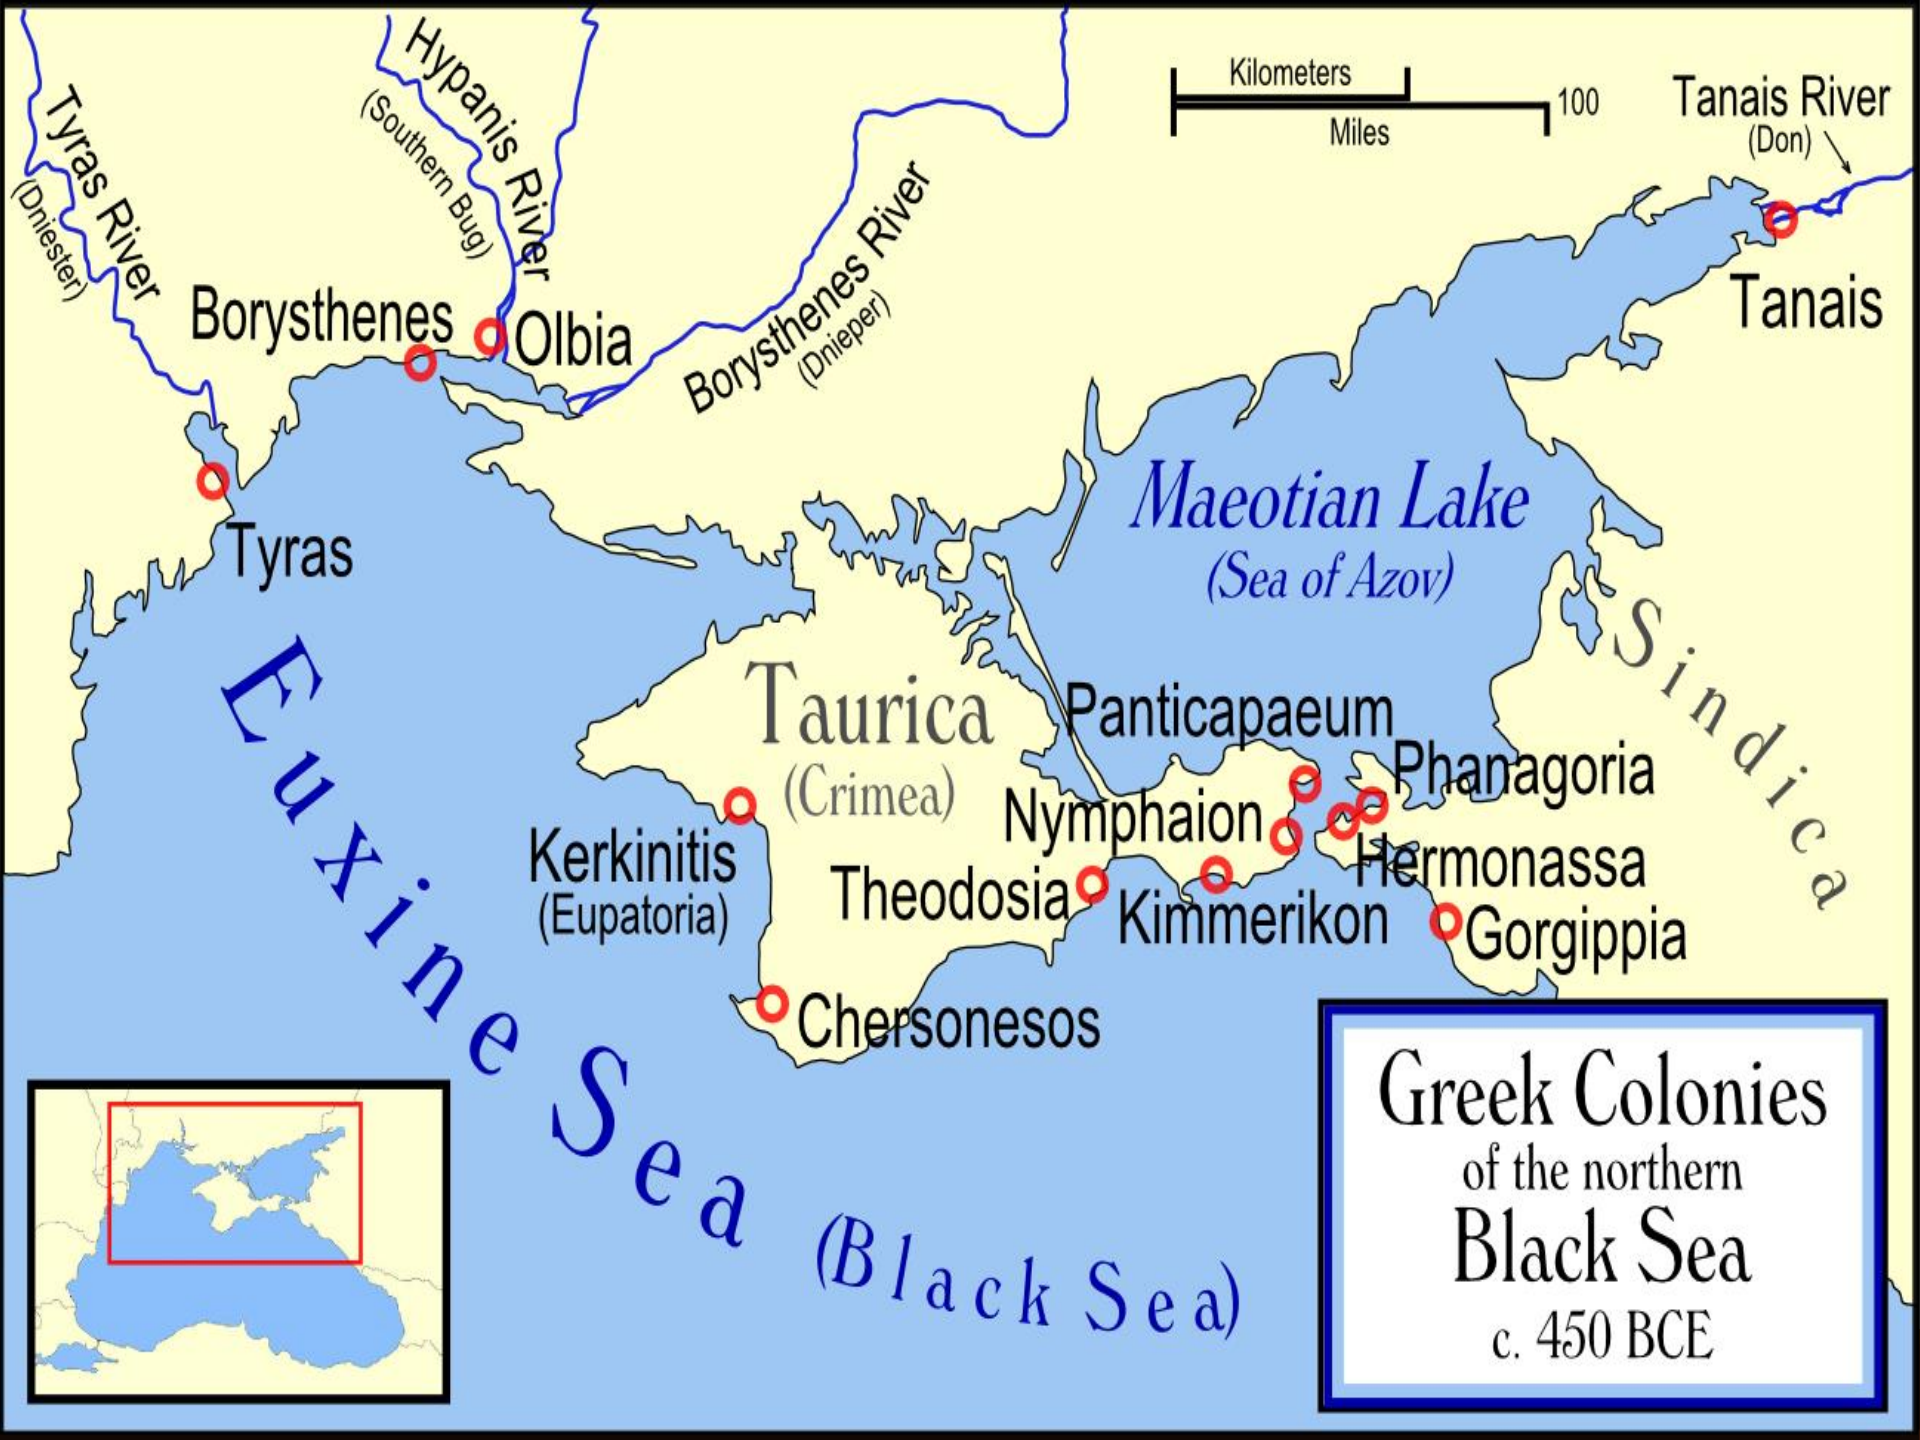 Tyras River
(Dniester)
Hypanis River
(Southern Bug)
Borysthenes River
(Dnieper)
Kilometers
100
Miles
Tanais River
(Don)
Borysthenes
Olbia
Tanais
Tyras
Maeotian Lake
(Sea of Azov)
Sindica
Taurica
(Crimea)
Panticapaeum
Phanagoria
Nymphaion
Hermonassa
Kerkinitis
(Eupatoria)
Theodosia
Kimmerikon
Gorgippia
Chersonesos
Euxine Sea
(Black Sea)
Greek Colonies
of the northern
Black Sea
c. 450 BCE